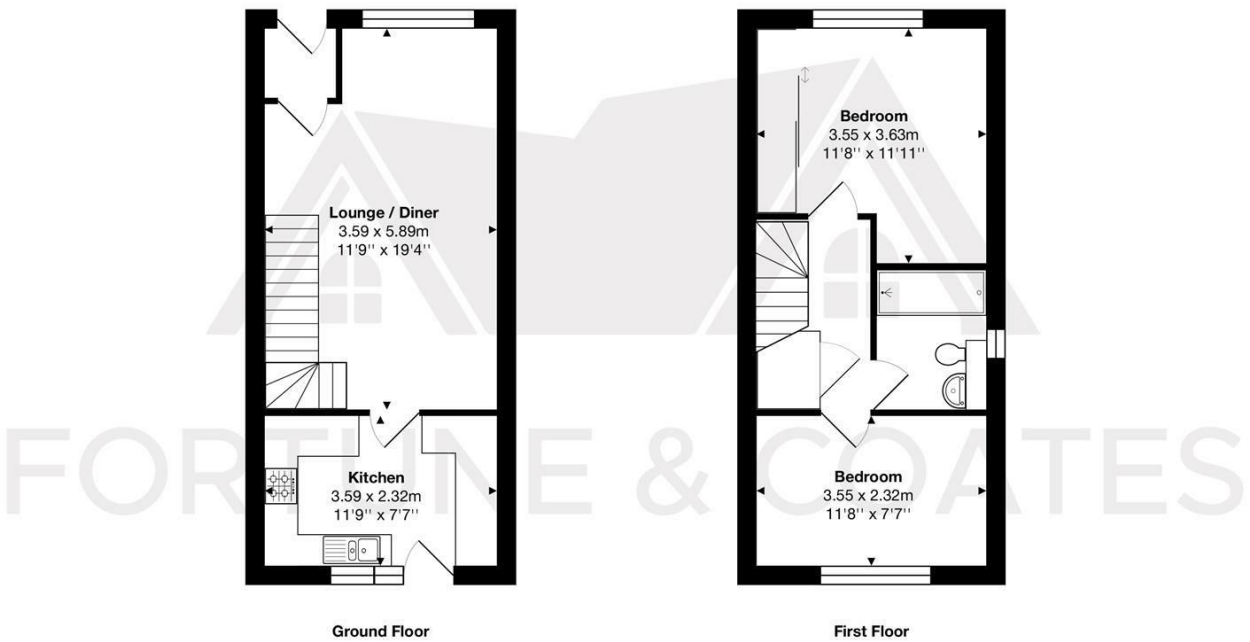 Lounge / Diner
3.59 x 5.89m
11'9'' x 19'4''
Kitchen
3.59 x 2.32m
11'9'' x 7'7''
Ground Floor
Bedroom
3.55 x 3.63m
11'8'' x 11'11''
Bedroom
3.55 x 2.32m
11'8'' x 7'7''
First Floor
FORTUNE & COATES